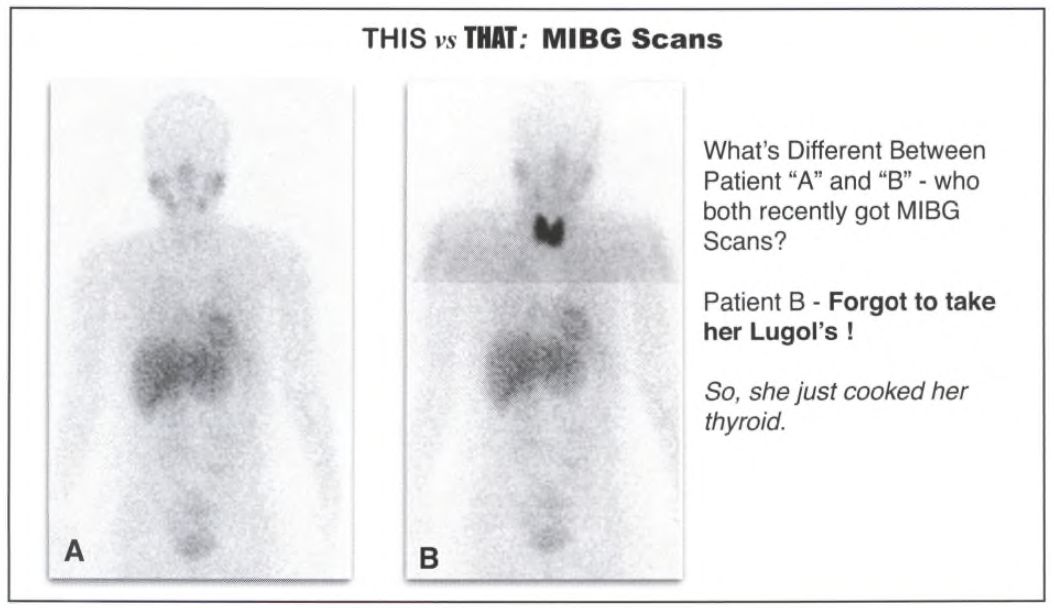 THIS vs THAT: MIBG Scans
What's Different Between
Patient "A" and "B" - who
both recently got MIBG
Scans?
Patient B - Forgot to take
her Lugol's !
So, she just cooked her
thyroid.
A
B